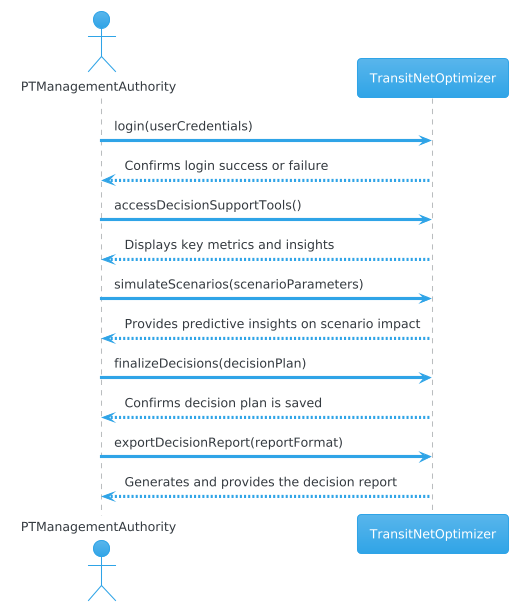 PTManagementAuthority
TransitNetOptimizer
login(userCredentials)
Confirms login success or failure
accessDecisionSupportTools()
Displays key metrics and insights
simulateScenarios(scenarioParameters)
Provides predictive insights on scenario impact
finalizeDecisions(decisionPlan)
Confirms decision plan is saved
exportDecisionReport(reportFormat)
Generates and provides the decision report
PTManagementAuthority
TransitNetOptimizer